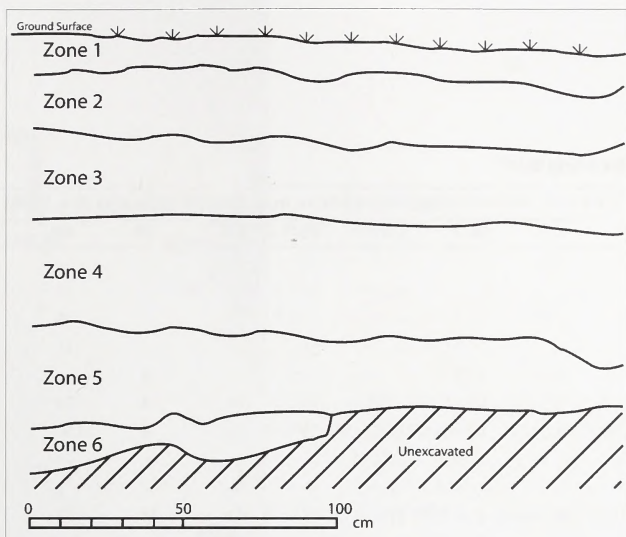 Ground Surface
Zone 1
Zone 2
Zone 3
Zone 4
Zone 5
Zone 6
Unexcavated
0 50 100
cm